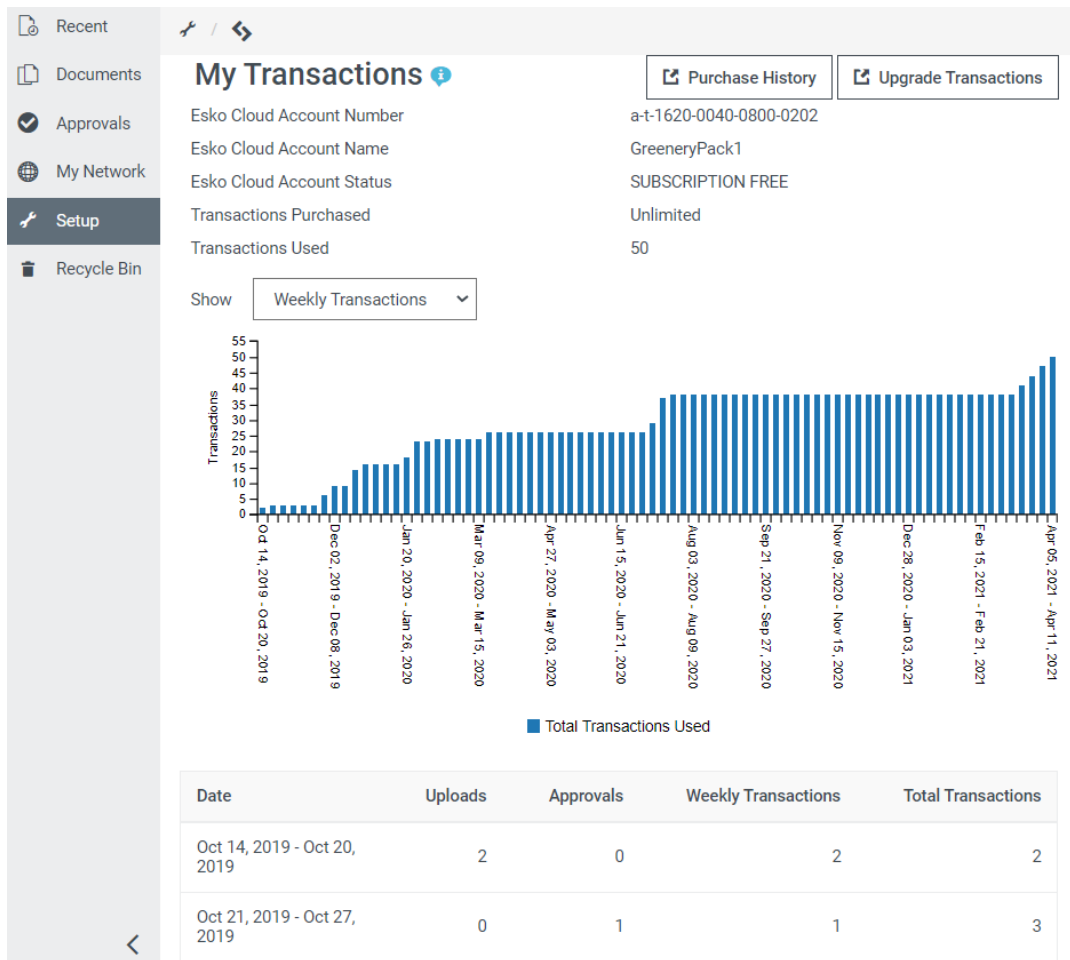 Recent
Documents
Approvals
My Network
Setup
Recycle Bin
/
My Transactions
Purchase History
Upgrade Transactions
Esko Cloud Account Number a-t-1620-0040-0800-0202
Esko Cloud Account Name GreeneryPack1
Esko Cloud Account Status SUBSCRIPTION FREE
Transactions Purchased Unlimited
Transactions Used 50
Show Weekly Transactions
Transactions
55
50
45
40
35
30
25
20
15
10
5
0
Oct 14, 2019 - Oct 20, 2019
Dec 02, 2019 - Dec 08, 2019
Jan 20, 2020 - Jan 26, 2020
Mar 09, 2020 - Mar 15, 2020
Apr 27, 2020 - May 03, 2020
Jun 15, 2020 - Jun 21, 2020
Aug 03, 2020 - Aug 09, 2020
Sep 21, 2020 - Sep 27, 2020
Nov 09, 2020 - Nov 15, 2020
Dec 28, 2020 - Jan 03, 2021
Feb 15, 2021 - Feb 21, 2021
Apr 05, 2021 - Apr 11, 2021
Total Transactions Used
Date Uploads Approvals Weekly Transactions Total Transactions
Oct 14, 2019 - Oct 20,
2019 2 0 2 2
Oct 21, 2019 - Oct 27,
2019 0 1 1 3